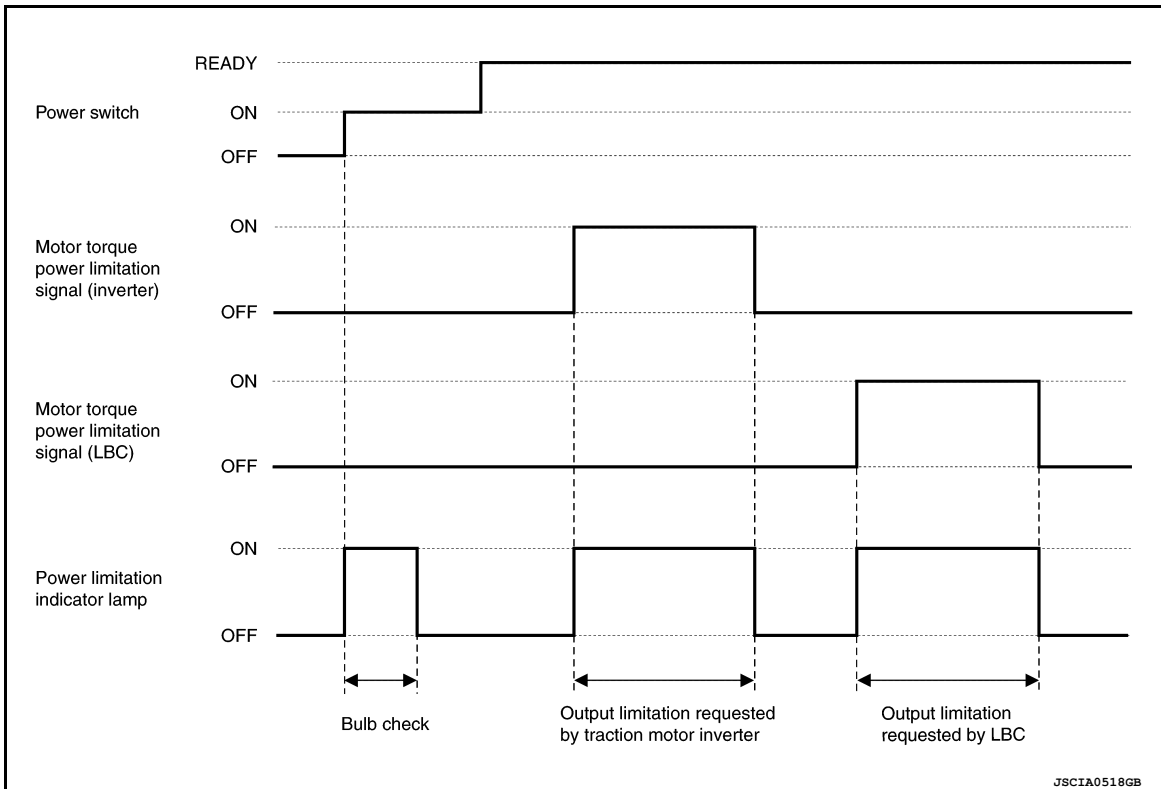 READY
Power switch
ON
OFF
ON
Motor torque
power limitation
signal (inverter)
OFF
ON
Motor torque
power limitation
signal (LBC)
OFF
ON
Power limitation
indicator lamp
OFF
Bulb check
Output limitation requested
by traction motor inverter
Output limitation
requested by LBC
JSCIA0518GB